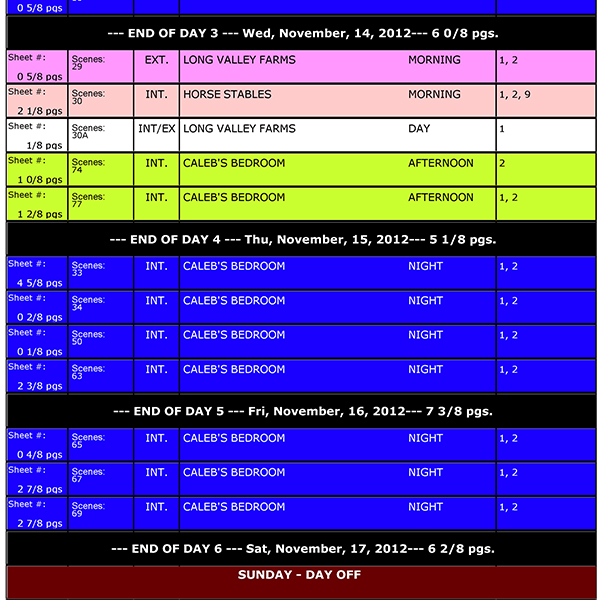 0 5/8 pgs
--- END OF DAY 3 --- Wed, November, 14, 2012--- 6 0/8 pgs.
Sheet #: Scenes: EXT. LONG VALLEY FARMS MORNING 1, 2
0 5/8 pgs 29
Sheet #: Scenes: INT. HORSE STABLES MORNING 1, 2, 9
2 1/8 pgs 30
Sheet #: Scenes: INT/EX LONG VALLEY FARMS DAY 1
1/8 pgs 30A
Sheet #: Scenes: INT. CALEB'S BEDROOM AFTERNOON 2
1 0/8 pgs 74
Sheet #: Scenes: INT. CALEB'S BEDROOM AFTERNOON 1, 2
1 2/8 pgs 77
--- END OF DAY 4 --- Thu, November, 15, 2012--- 5 1/8 pgs.
Sheet #: Scenes: INT. CALEB'S BEDROOM NIGHT 1, 2
4 5/8 pgs 33
Sheet #: Scenes: INT. CALEB'S BEDROOM NIGHT 1, 2
0 2/8 pgs 34
Sheet #: Scenes: INT. CALEB'S BEDROOM NIGHT 1, 2
0 1/8 pgs 50
Sheet #: Scenes: INT. CALEB'S BEDROOM NIGHT 1, 2
2 3/8 pgs 63
--- END OF DAY 5 --- Fri, November, 16, 2012--- 7 3/8 pgs.
Sheet #: Scenes: INT. CALEB'S BEDROOM NIGHT 1, 2
0 4/8 pgs 65
Sheet #: Scenes: INT. CALEB'S BEDROOM NIGHT 1, 2
2 7/8 pgs 67
Sheet #: Scenes: INT. CALEB'S BEDROOM NIGHT 1, 2
2 7/8 pgs 69
--- END OF DAY 6 --- Sat, November, 17, 2012--- 6 2/8 pgs.
SUNDAY - DAY OFF